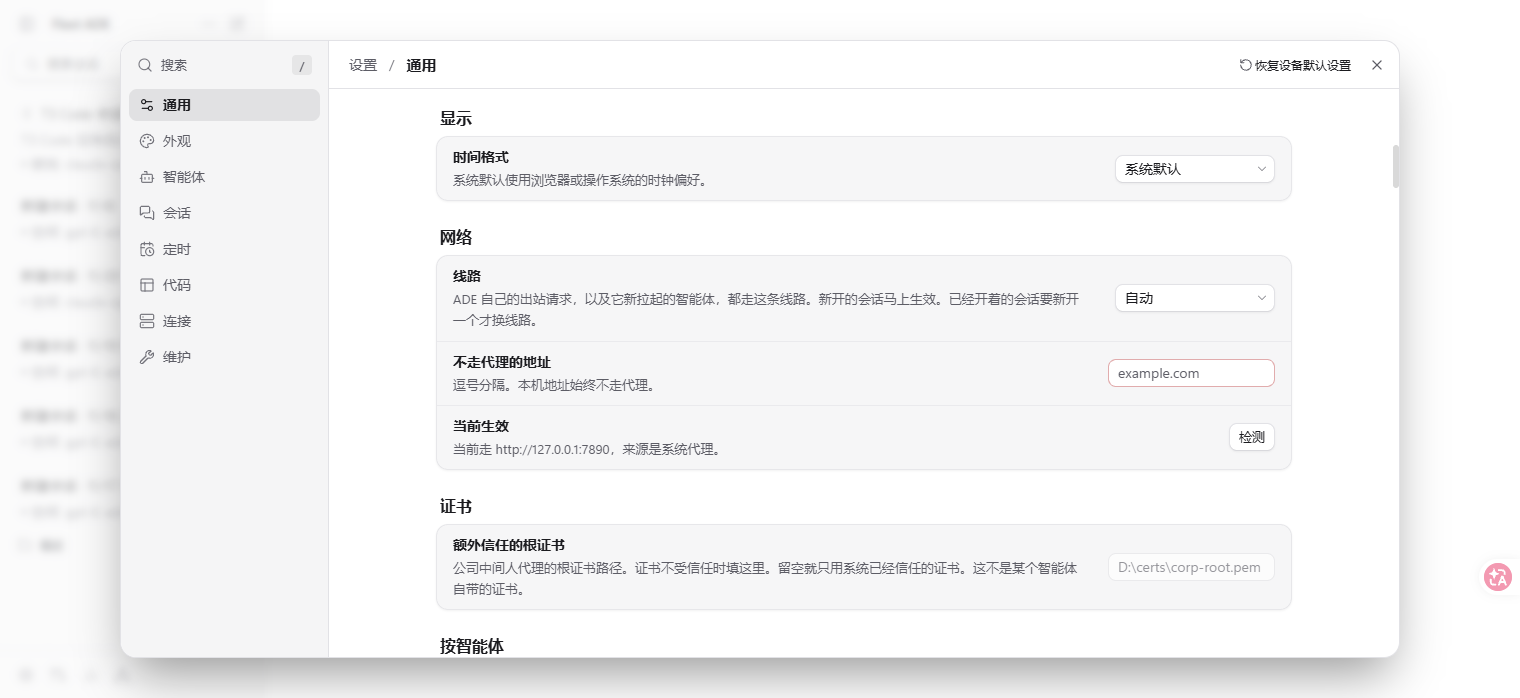 搜索
/
通用
外观
智能体
会话
定时
代码
连接
维护
设置 / 通用
恢复设备默认设置
显示
时间格式
系统默认使用浏览器或操作系统的时钟偏好。
系统默认
网络
线路
ADE 自己的出站请求，以及它新拉起的智能体，都走这条线路。新开的会话马上生效。已经开着的会话要新开
一个才换线路。
自动
不走代理的地址
逗号分隔。本机地址始终不走代理。
example.com
当前生效
当前走 http://127.0.0.1:7890，来源是系统代理。
检测
证书
额外信任的根证书
公司中间人代理的根证书路径。证书不受信任时填这里。留空就只用系统已经信任的证书。这不是某个智能体
自带的证书。
D:\certs\corp-root.pem
按智能体